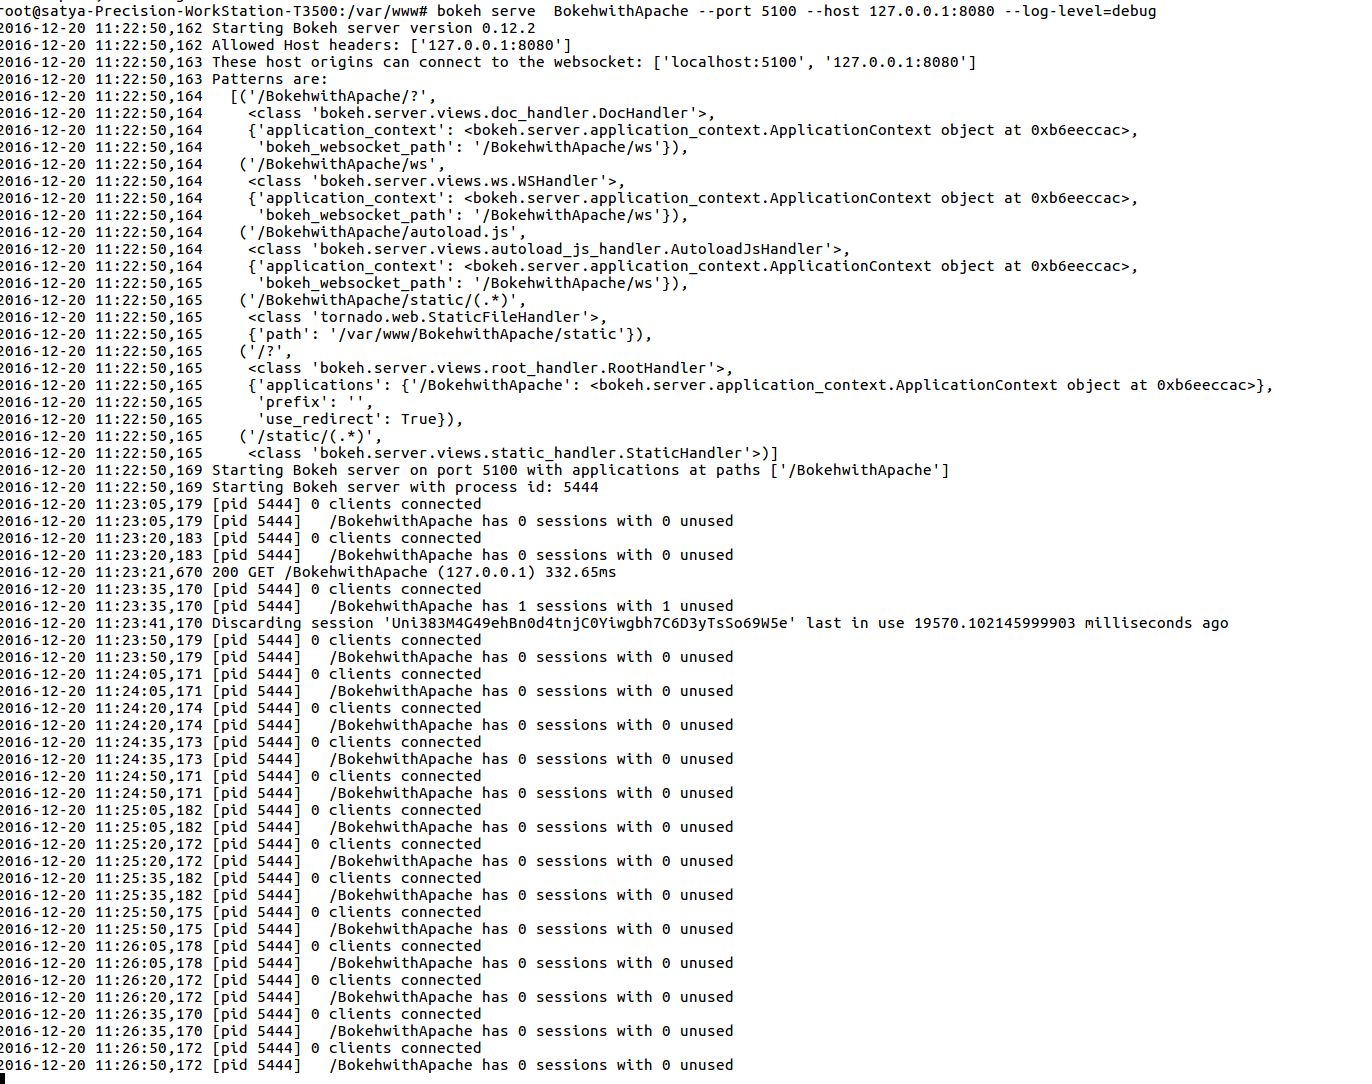 root@satya-Precision-WorkStation-T3500:/var/www# bokeh serve  BokehwithApache --port 5100 --host 127.0.0.1:8080 --log-level=debug
2016-12-20 11:22:50,162 Starting Bokeh server version 0.12.2
2016-12-20 11:22:50,162 Allowed Host headers: ['127.0.0.1:8080']
2016-12-20 11:22:50,163 These host origins can connect to the websocket: ['localhost:5100', '127.0.0.1:8080']
2016-12-20 11:22:50,163 Patterns are:
2016-12-20 11:22:50,164   [('/BokehwithApache/?',
2016-12-20 11:22:50,164     <class 'bokeh.server.views.doc_handler.DocHandler'>,
2016-12-20 11:22:50,164     {'application_context': <bokeh.server.application_context.ApplicationContext object at 0xb6eeccac>,
2016-12-20 11:22:50,164      'bokeh_websocket_path': '/BokehwithApache/ws'}),
2016-12-20 11:22:50,164    ('/BokehwithApache/ws',
2016-12-20 11:22:50,164     <class 'bokeh.server.views.ws.WSHandler'>,
2016-12-20 11:22:50,164     {'application_context': <bokeh.server.application_context.ApplicationContext object at 0xb6eeccac>,
2016-12-20 11:22:50,164      'bokeh_websocket_path': '/BokehwithApache/ws'}),
2016-12-20 11:22:50,164    ('/BokehwithApache/autoload.js',
2016-12-20 11:22:50,164     <class 'bokeh.server.views.autoload_js_handler.AutoloadJsHandler'>,
2016-12-20 11:22:50,164     {'application_context': <bokeh.server.application_context.ApplicationContext object at 0xb6eeccac>,
2016-12-20 11:22:50,165      'bokeh_websocket_path': '/BokehwithApache/ws'}),
2016-12-20 11:22:50,165    ('/BokehwithApache/static/(.*)',
2016-12-20 11:22:50,165     <class 'tornado.web.StaticFileHandler'>,
2016-12-20 11:22:50,165     {'path': '/var/www/BokehwithApache/static'}),
2016-12-20 11:22:50,165    ('/?',
2016-12-20 11:22:50,165     <class 'bokeh.server.views.root_handler.RootHandler'>,
2016-12-20 11:22:50,165     {'applications': {'/BokehwithApache': <bokeh.server.application_context.ApplicationContext object at 0xb6eeccac>},
2016-12-20 11:22:50,165      'prefix': '',
2016-12-20 11:22:50,165      'use_redirect': True}),
2016-12-20 11:22:50,165    ('/static/(.*)',
2016-12-20 11:22:50,165     <class 'bokeh.server.views.static_handler.StaticHandler'>)]
2016-12-20 11:22:50,169 Starting Bokeh server on port 5100 with applications at paths ['/BokehwithApache']
2016-12-20 11:22:50,169 Starting Bokeh server with process id: 5444
2016-12-20 11:23:05,179 [pid 5444] 0 clients connected
2016-12-20 11:23:05,179 [pid 5444]   /BokehwithApache has 0 sessions with 0 unused
2016-12-20 11:23:20,183 [pid 5444] 0 clients connected
2016-12-20 11:23:20,183 [pid 5444]   /BokehwithApache has 0 sessions with 0 unused
2016-12-20 11:23:21,670 200 GET /BokehwithApache (127.0.0.1) 332.65ms
2016-12-20 11:23:35,170 [pid 5444] 0 clients connected
2016-12-20 11:23:35,170 [pid 5444]   /BokehwithApache has 1 sessions with 1 unused
2016-12-20 11:23:41,170 Discarding session 'Uni383M4G49ehBn0d4tnjC0Yiwgbh7C6D3yTsSo69W5e' last in use 19570.102145999903 milliseconds ago
2016-12-20 11:23:50,179 [pid 5444] 0 clients connected
2016-12-20 11:23:50,179 [pid 5444]   /BokehwithApache has 0 sessions with 0 unused
2016-12-20 11:24:05,171 [pid 5444] 0 clients connected
2016-12-20 11:24:05,171 [pid 5444]   /BokehwithApache has 0 sessions with 0 unused
2016-12-20 11:24:20,174 [pid 5444] 0 clients connected
2016-12-20 11:24:20,174 [pid 5444]   /BokehwithApache has 0 sessions with 0 unused
2016-12-20 11:24:35,173 [pid 5444] 0 clients connected
2016-12-20 11:24:35,173 [pid 5444]   /BokehwithApache has 0 sessions with 0 unused
2016-12-20 11:24:50,171 [pid 5444] 0 clients connected
2016-12-20 11:24:50,171 [pid 5444]   /BokehwithApache has 0 sessions with 0 unused
2016-12-20 11:25:05,182 [pid 5444] 0 clients connected
2016-12-20 11:25:05,182 [pid 5444]   /BokehwithApache has 0 sessions with 0 unused
2016-12-20 11:25:20,172 [pid 5444] 0 clients connected
2016-12-20 11:25:20,172 [pid 5444]   /BokehwithApache has 0 sessions with 0 unused
2016-12-20 11:25:35,182 [pid 5444] 0 clients connected
2016-12-20 11:25:35,182 [pid 5444]   /BokehwithApache has 0 sessions with 0 unused
2016-12-20 11:25:50,175 [pid 5444] 0 clients connected
2016-12-20 11:25:50,175 [pid 5444]   /BokehwithApache has 0 sessions with 0 unused
2016-12-20 11:26:05,178 [pid 5444] 0 clients connected
2016-12-20 11:26:05,178 [pid 5444]   /BokehwithApache has 0 sessions with 0 unused
2016-12-20 11:26:20,172 [pid 5444] 0 clients connected
2016-12-20 11:26:20,172 [pid 5444]   /BokehwithApache has 0 sessions with 0 unused
2016-12-20 11:26:35,170 [pid 5444] 0 clients connected
2016-12-20 11:26:35,170 [pid 5444]   /BokehwithApache has 0 sessions with 0 unused
2016-12-20 11:26:50,172 [pid 5444] 0 clients connected
2016-12-20 11:26:50,172 [pid 5444]   /BokehwithApache has 0 sessions with 0 unused